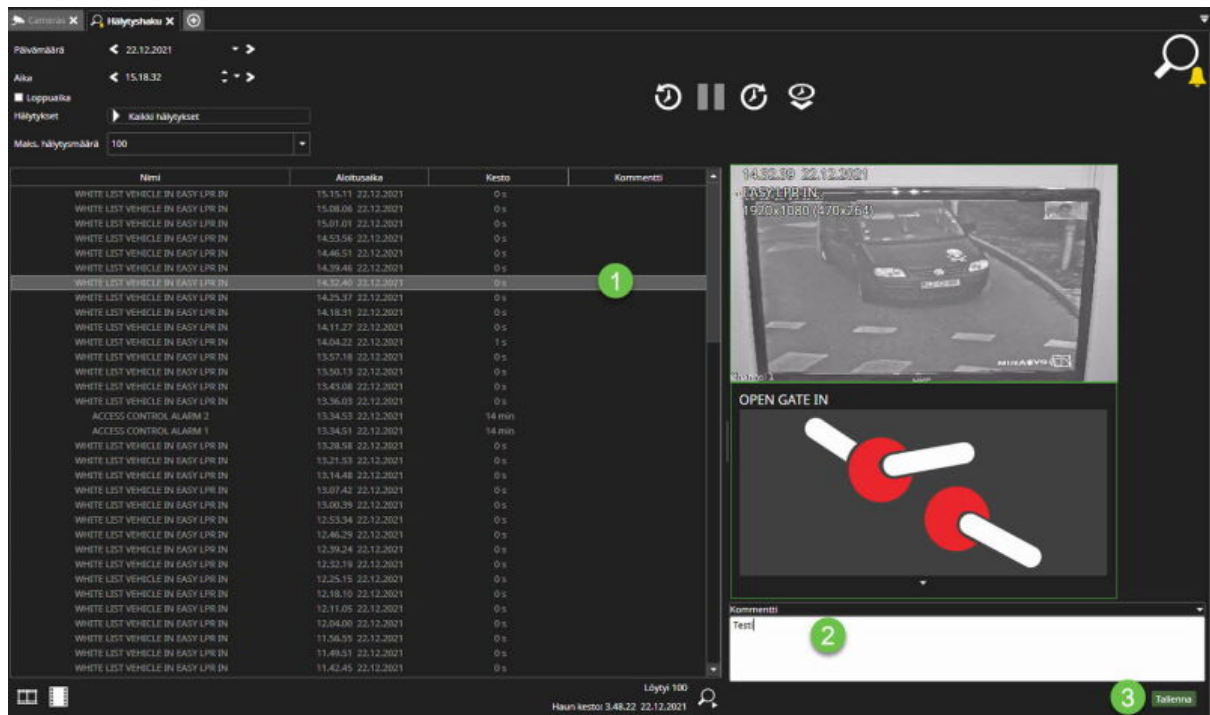 Cameras X Hälytyshaku X
Päivämäärä 22.12.2021
Aika 15.18.32
Loppuaika
Hälytykset Kaikki hälytykset
Maks. hälytysmäärä 100
Nimi Aloitusaika Kesto Kommentti
WHITE LIST VEHICLE IN EASY LPR IN 15.15.11 22.12.2021 0 s
WHITE LIST VEHICLE IN EASY LPR IN 15.08.06 22.12.2021 0 s
WHITE LIST VEHICLE IN EASY LPR IN 15.01.01 22.12.2021 0 s
WHITE LIST VEHICLE IN EASY LPR IN 14.53.56 22.12.2021 0 s
WHITE LIST VEHICLE IN EASY LPR IN 14.46.51 22.12.2021 0 s
WHITE LIST VEHICLE IN EASY LPR IN 14.39.46 22.12.2021 0 s
WHITE LIST VEHICLE IN EASY LPR IN 14.32.40 22.12.2021 0 s 1
WHITE LIST VEHICLE IN EASY LPR IN 14.25.37 22.12.2021 0 s
WHITE LIST VEHICLE IN EASY LPR IN 14.18.31 22.12.2021 0 s
WHITE LIST VEHICLE IN EASY LPR IN 14.11.27 22.12.2021 0 s
WHITE LIST VEHICLE IN EASY LPR IN 14.04.22 22.12.2021 1 s
WHITE LIST VEHICLE IN EASY LPR IN 13.57.18 22.12.2021 0 s
WHITE LIST VEHICLE IN EASY LPR IN 13.50.13 22.12.2021 0 s
WHITE LIST VEHICLE IN EASY LPR IN 13.43.08 22.12.2021 0 s
WHITE LIST VEHICLE IN EASY LPR IN 13.36.03 22.12.2021 0 s
ACCESS CONTROL ALARM 2 13.34.53 22.12.2021 14 min
ACCESS CONTROL ALARM 1 13.34.51 22.12.2021 14 min
WHITE LIST VEHICLE IN EASY LPR IN 13.28.58 22.12.2021 0 s
WHITE LIST VEHICLE IN EASY LPR IN 13.21.53 22.12.2021 0 s
WHITE LIST VEHICLE IN EASY LPR IN 13.14.48 22.12.2021 0 s
WHITE LIST VEHICLE IN EASY LPR IN 13.07.42 22.12.2021 0 s
WHITE LIST VEHICLE IN EASY LPR IN 13.00.39 22.12.2021 0 s
WHITE LIST VEHICLE IN EASY LPR IN 12.53.34 22.12.2021 0 s
WHITE LIST VEHICLE IN EASY LPR IN 12.46.29 22.12.2021 0 s
WHITE LIST VEHICLE IN EASY LPR IN 12.39.24 22.12.2021 0 s
WHITE LIST VEHICLE IN EASY LPR IN 12.32.19 22.12.2021 0 s
WHITE LIST VEHICLE IN EASY LPR IN 12.25.15 22.12.2021 0 s
WHITE LIST VEHICLE IN EASY LPR IN 12.18.10 22.12.2021 0 s
WHITE LIST VEHICLE IN EASY LPR IN 12.11.05 22.12.2021 0 s
WHITE LIST VEHICLE IN EASY LPR IN 12.04.00 22.12.2021 0 s
WHITE LIST VEHICLE IN EASY LPR IN 11.56.55 22.12.2021 0 s
WHITE LIST VEHICLE IN EASY LPR IN 11.49.51 22.12.2021 0 s
WHITE LIST VEHICLE IN EASY LPR IN 11.42.45 22.12.2021 0 s
Löytyi 100
Haun kesto: 3.48.22 22.12.2021
14.32.39 22.12.2021
EASY LPR IN
1920x1080 (470x264)
OPEN GATE IN
Kommentti
Testi
2
3 Tallenna